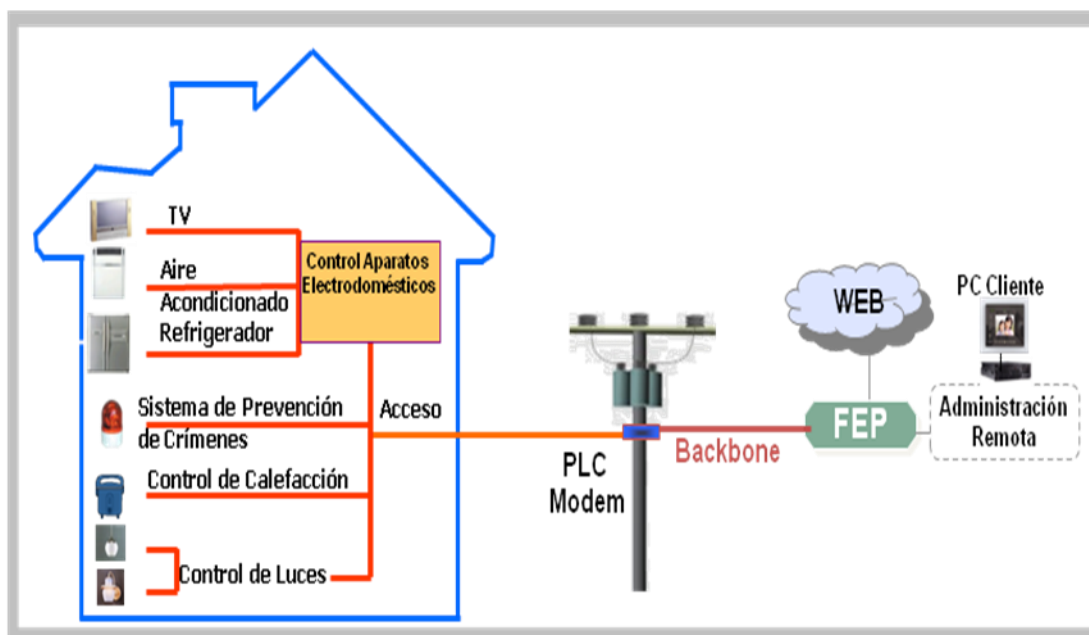 TV
Aire
Acondicionado
Refrigerador
Control Aparatos
Electrodomésticos
Sistema de Prevención
de Crímenes
Acceso
Control de Calefacción
Control de Luces
PLC
Modem
Backbone
WEB
FEP
PC Cliente
Administración
Remota